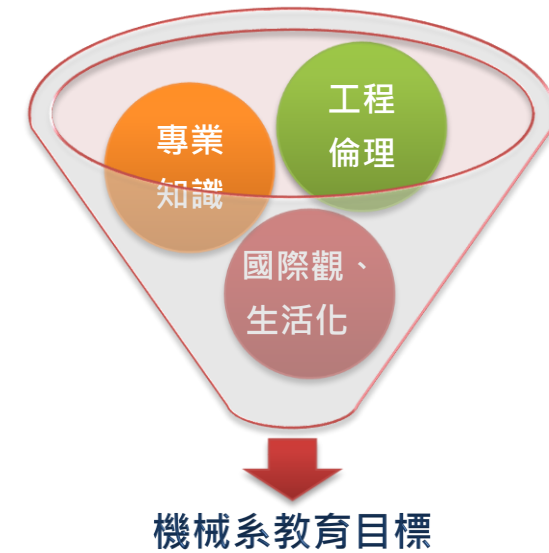 專業
知識
工程
倫理
國際觀、
生活化
機械系教育目標